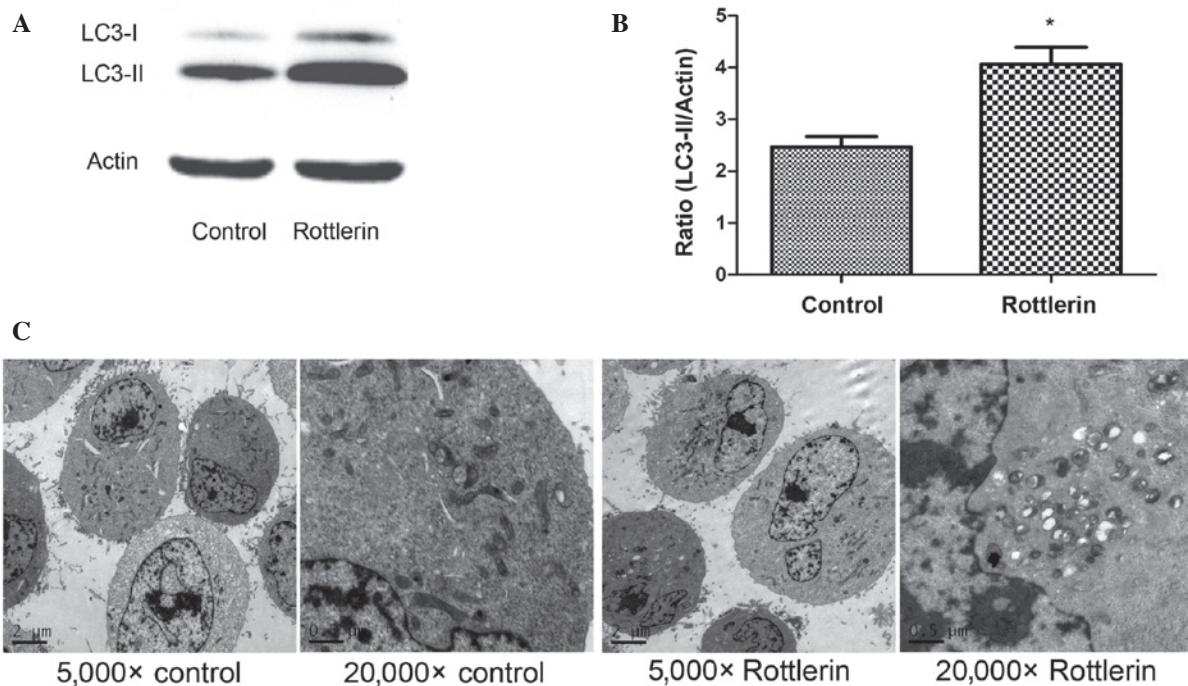 A
LC3-I
LC3-II
Actin
Control Rottlerin
B
*
Ratio (LC3-II/Actin)
5
4
3
2
1
0
Control Rottlerin
C
2 μm
2 μm
0.5 μm
5,000× control 20,000× control 5,000× Rottlerin 20,000× Rottlerin